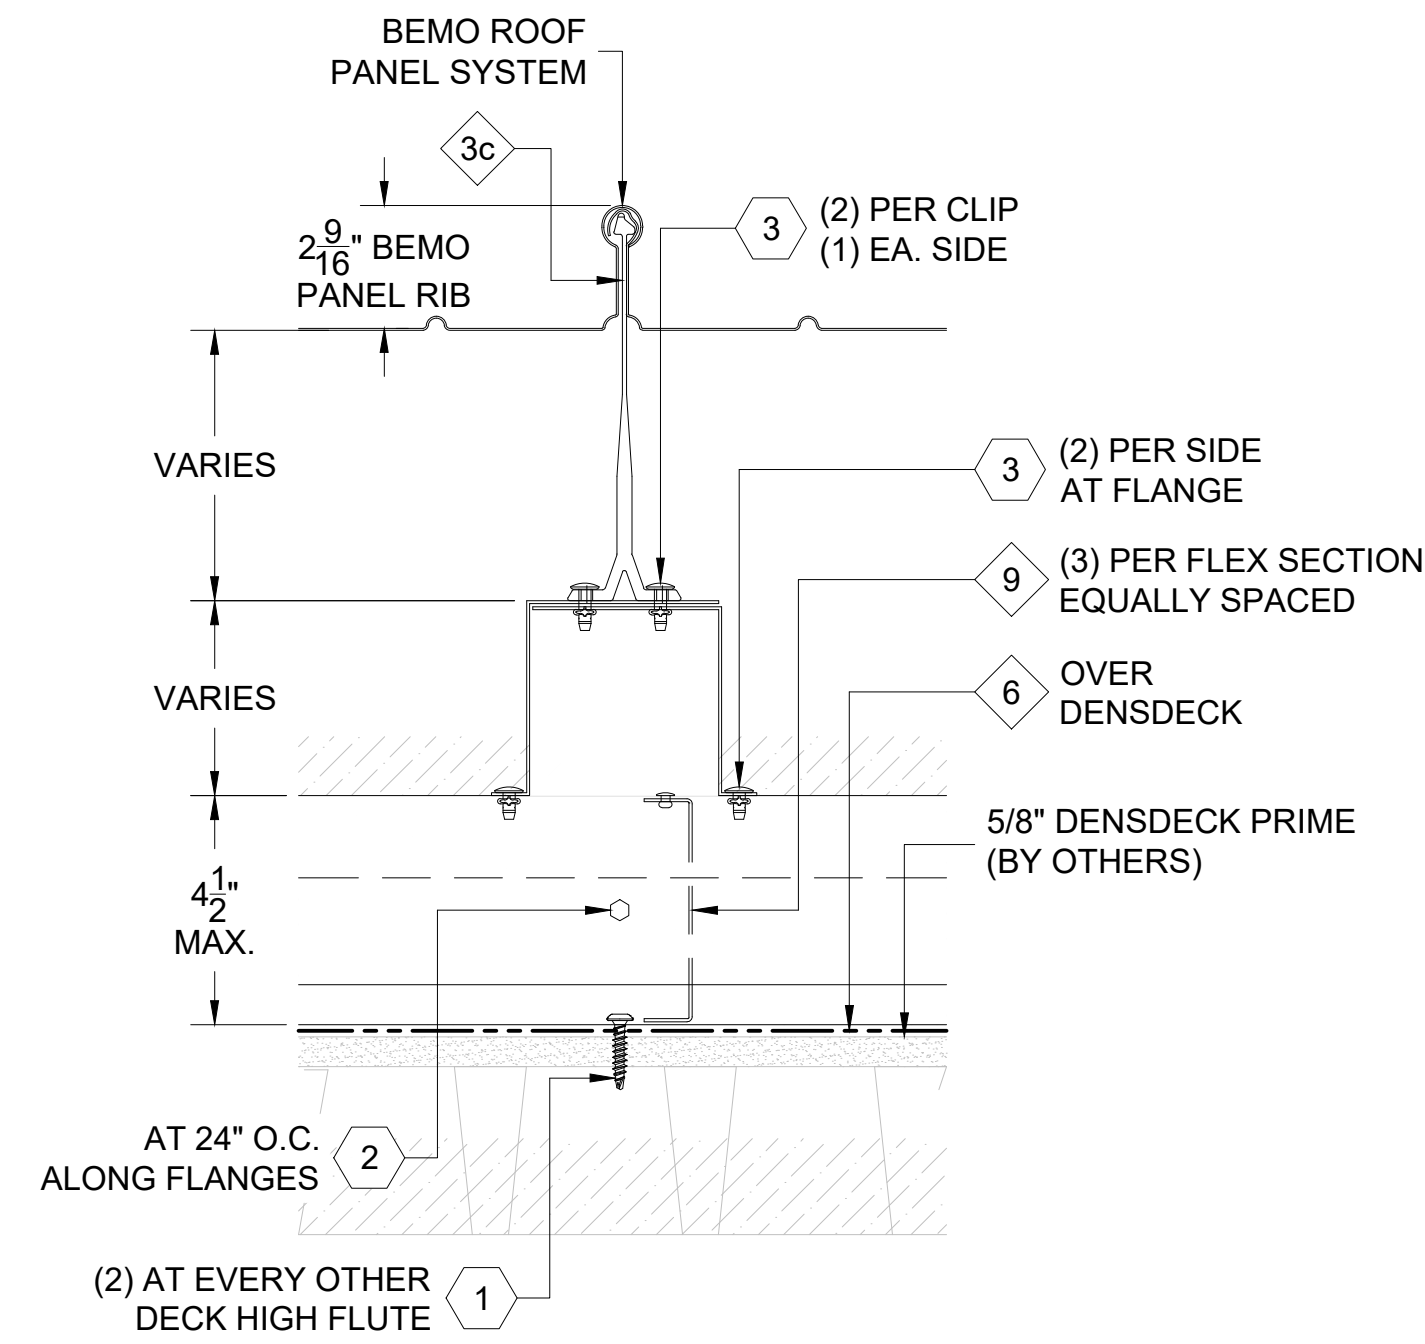 BEMO ROOF
PANEL SYSTEM
3c
3
(2) PER CLIP
(1) EA. SIDE
2 9/16" BEMO
PANEL RIB
VARIES
3
(2) PER SIDE
AT FLANGE
9
(3) PER FLEX SECTION
EQUALLY SPACED
VARIES
6
OVER
DENSDECK
5/8" DENSDECK PRIME
(BY OTHERS)
4 1/2"
MAX.
AT 24" O.C.
ALONG FLANGES
2
(2) AT EVERY OTHER
DECK HIGH FLUTE
1